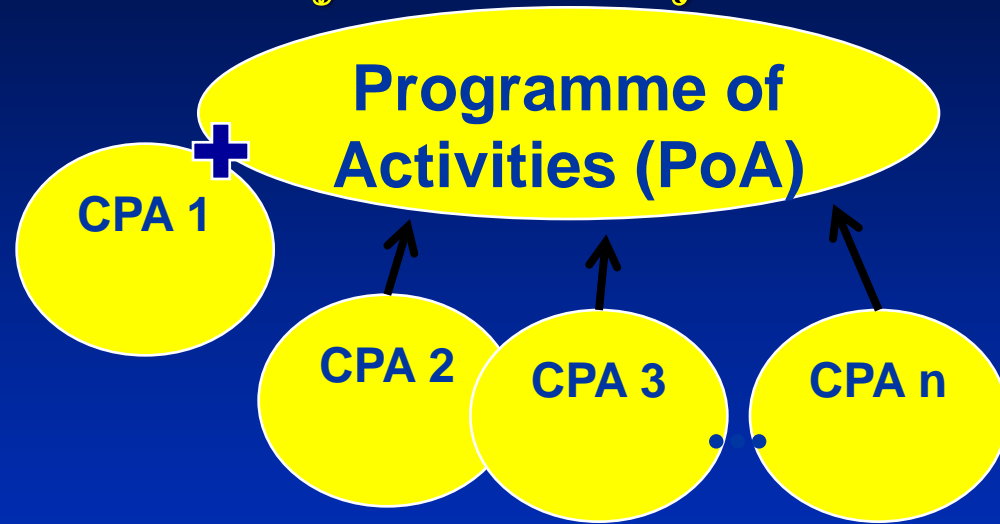 Programme of
Activities (PoA)
CPA 1
CPA 2
CPA 3
...
CPA n